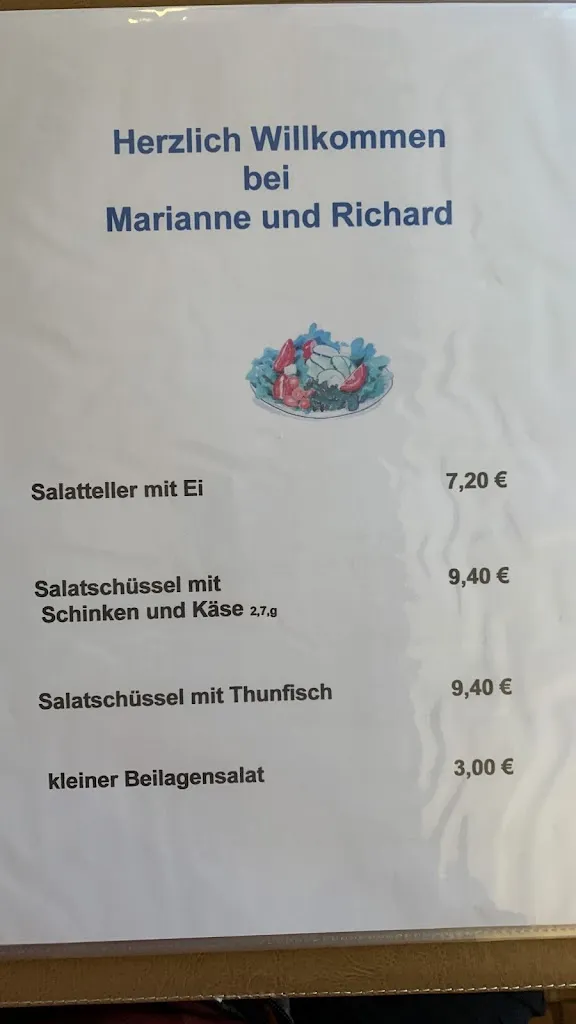 Herzlich Willkommen
bei
Marianne und Richard
Salatteller mit Ei 7,20 €
Salatschüssel mit 9,40 €
Schinken und Käse 2,7,g
Salatschüssel mit Thunfisch 9,40 €
kleiner Beilagensalat 3,00 €